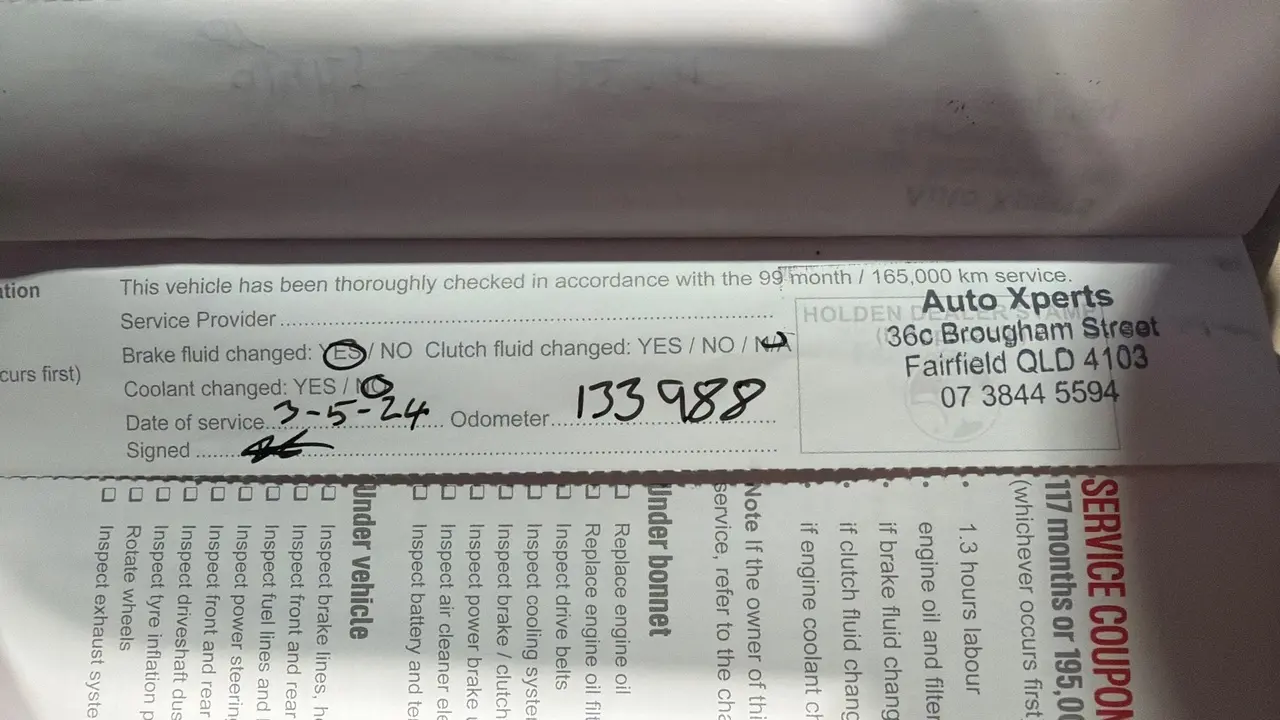 ation
curs first)
This vehicle has been thoroughly checked in accordance with the 99 month / 165,000 km service.
Service Provider
Brake fluid changed: YES / NO Clutch fluid changed: YES / NO / N/A
Coolant changed: YES / NO
Date of service 3-5-24 Odometer 133988
Signed
HOLDEN DEALER STAMP
Auto Xperts
36c Brougham Street
Fairfield QLD 4103
07 3844 5594
SERVICE COUPON
117 months or 195,00
(whichever occurs first
• 1.3 hours labour
• engine oil and filter
• if brake fluid chang
• if clutch fluid chang
• if engine coolant ch
Note If the owner of thi
service, refer to the cha
Under bonnet
Replace engine oil
Replace engine oil filt
Inspect drive belts
Inspect cooling system
Inspect brake / clutch
Inspect power brake
Inspect air cleaner ele
Inspect battery and te
Under vehicle
Inspect brake lines, h
Inspect front and rear
Inspect fuel lines and
Inspect power steering
Inspect front and rear
Inspect driveshaft dus
Inspect tyre inflation p
Rotate wheels
Inspect exhaust syste